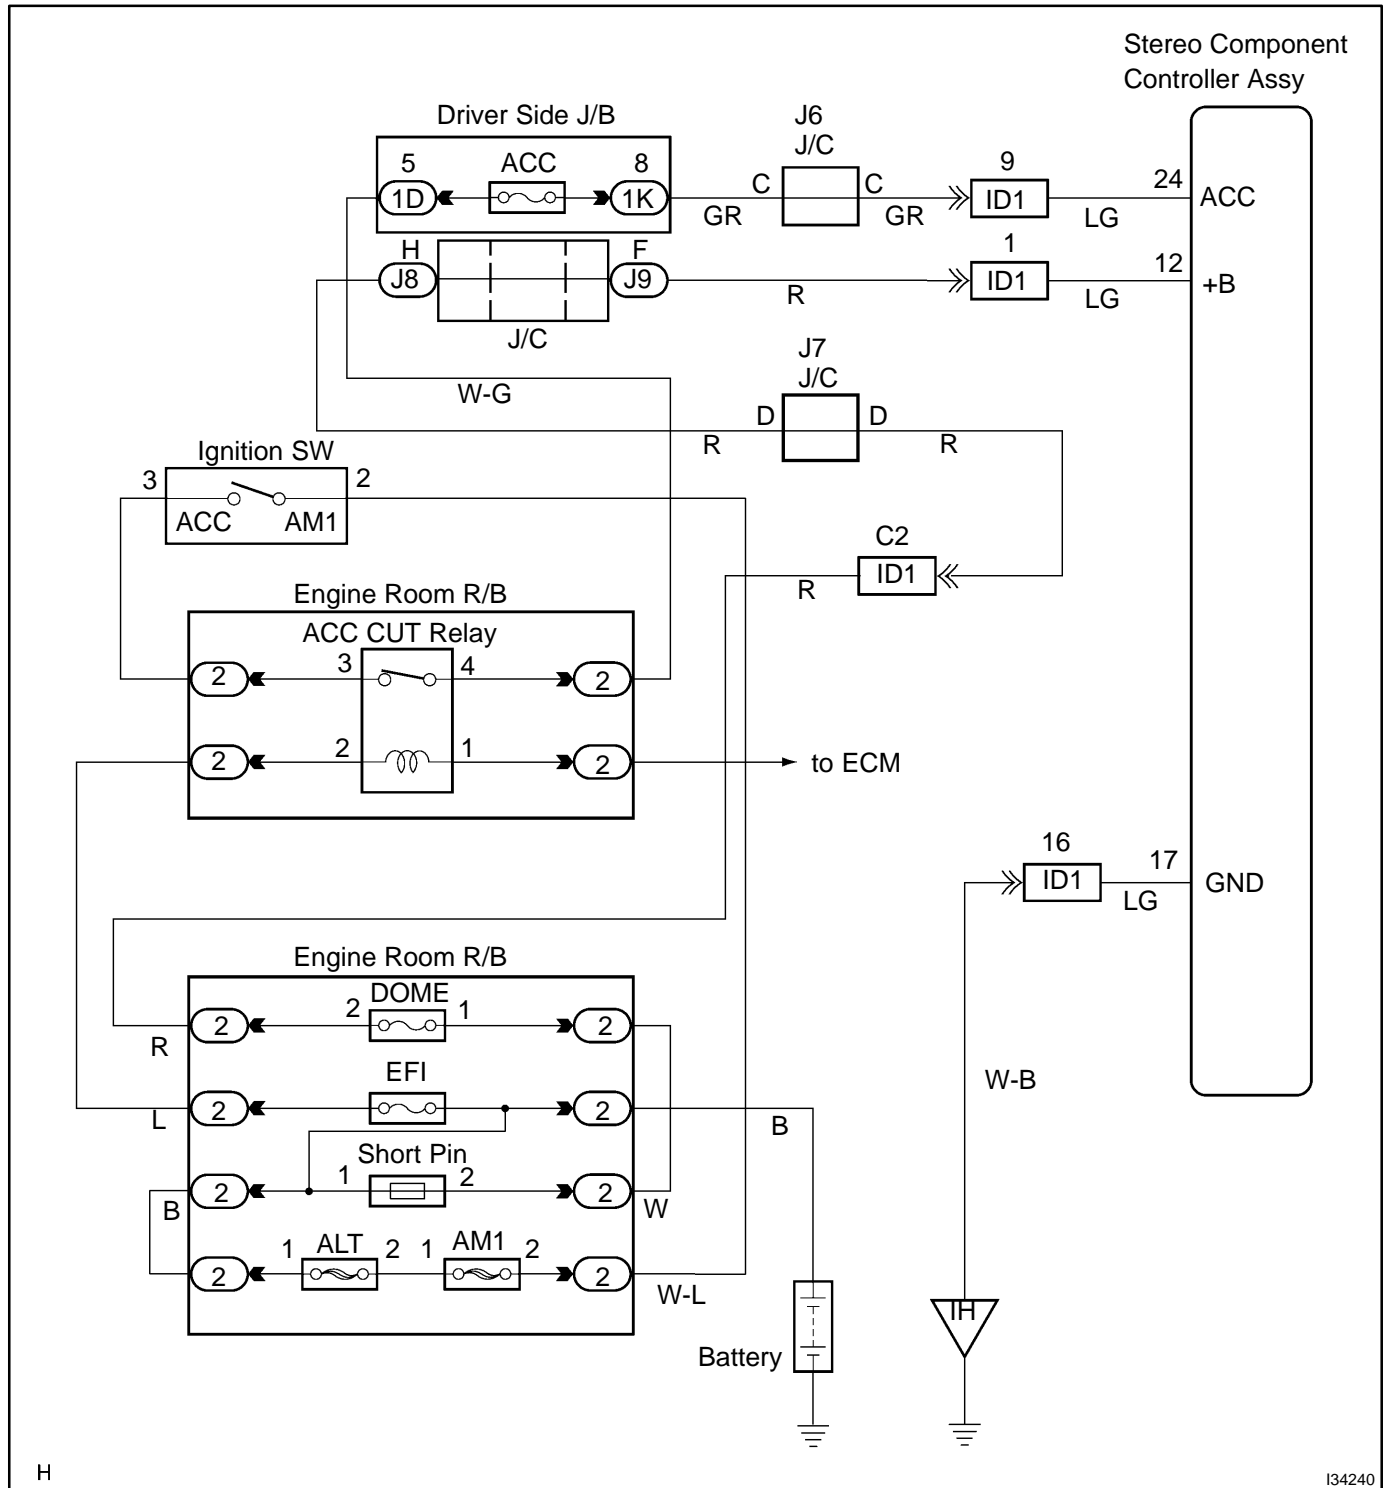 Stereo Component
Controller Assy
Driver Side J/B
J6
J/C
5
ACC
8
9
1D
1K
C
C
ID1
24
ACC
GR
GR
LG
H
F
1
J8
J9
ID1
12
+B
R
LG
J/C
J7
J/C
W-G
D
D
R
R
Ignition SW
3
2
ACC
AM1
C2
ID1
R
Engine Room R/B
ACC CUT Relay
2
3
4
2
2
2
1
2
to ECM
16
ID1
17
GND
LG
Engine Room R/B
DOME
2
2
1
2
R
EFI
2
2
L
B
W-B
Short Pin
2
1
2
2
B
W
ALT
AM1
2
1
2
1
2
2
W-L
IH
Battery
H
I34240